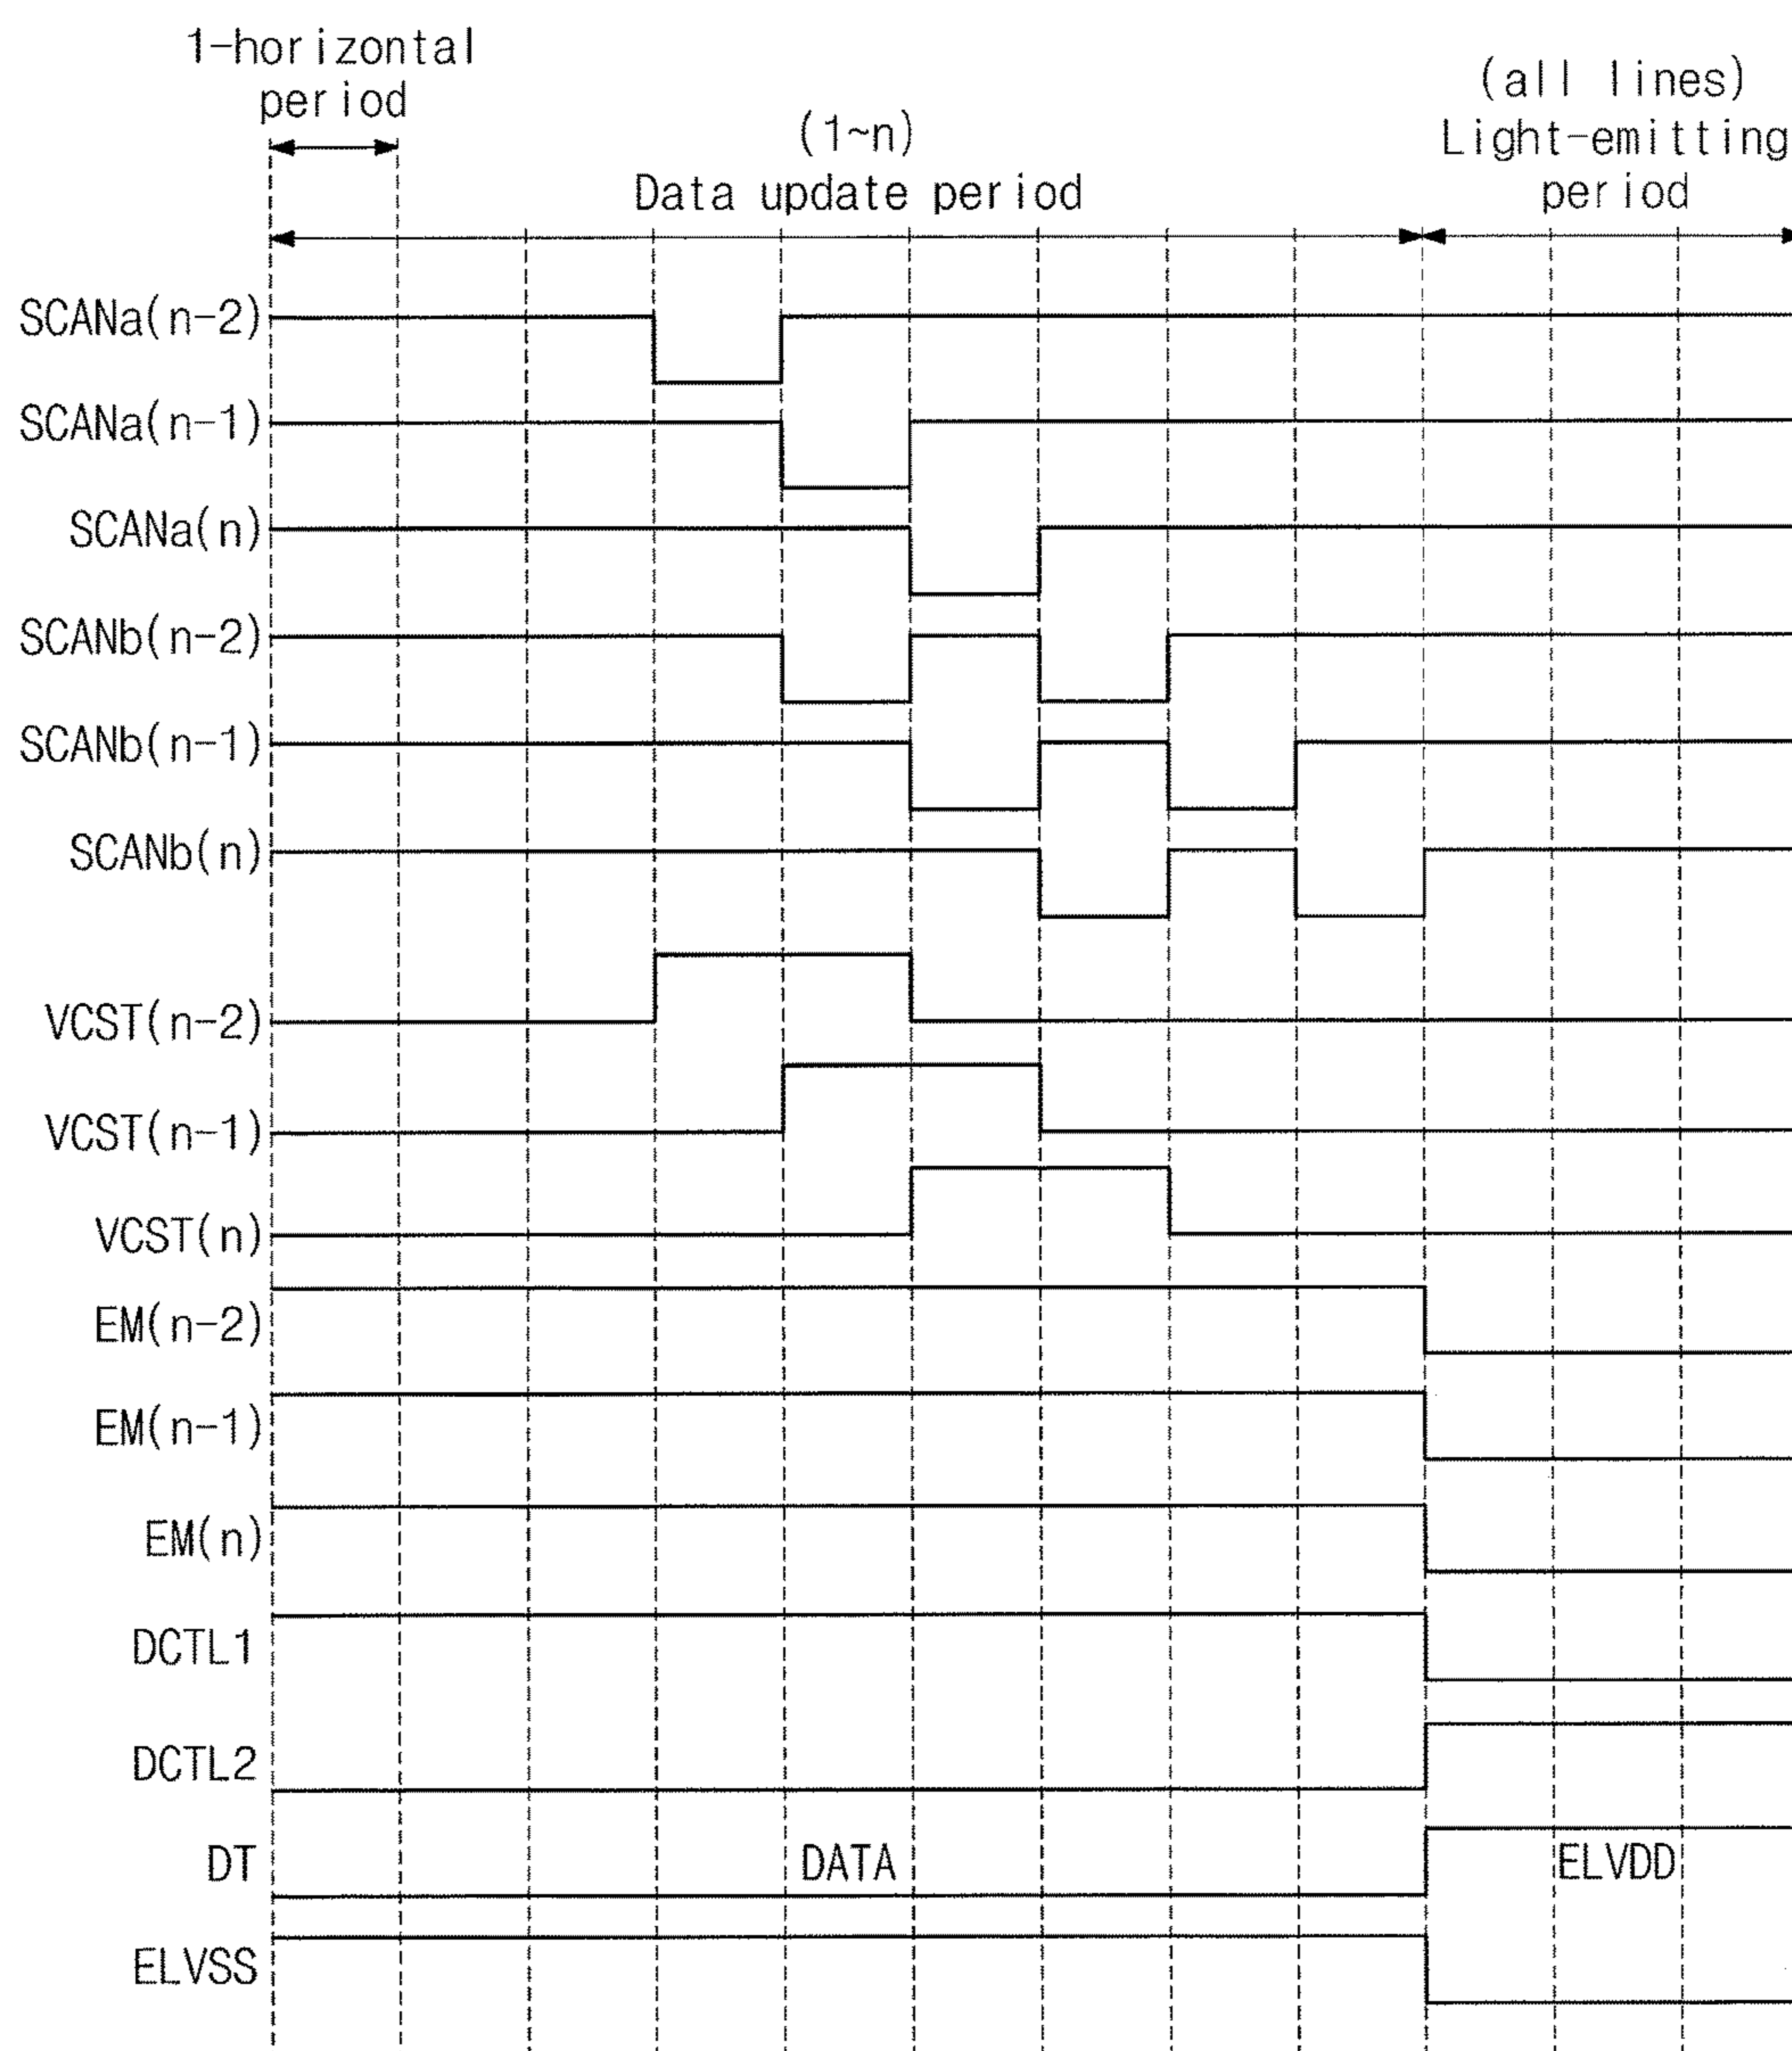 1-horizontal
period
(1~n)
Data update period
(all lines)
Light-emitting
period
SCANa(n-2)
SCANa(n-1)
SCANa(n)
SCANb(n-2)
SCANb(n-1)
SCANb(n)
VCST(n-2)
VCST(n-1)
VCST(n)
EM(n-2)
EM(n-1)
EM(n)
DCTL1
DCTL2
DT DATA ELVDD
ELVSS